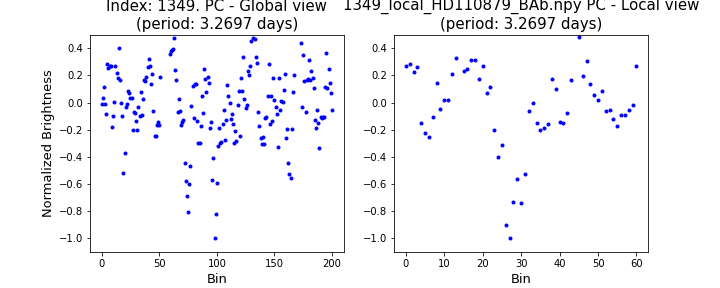 Index: 1349. PC - Global view
(period: 3.2697 days)
1349_local_HD110879_BAb.npy PC - Local view
(period: 3.2697 days)
Normalized Brightness
0.4
0.2
0.0
−0.2
−0.4
−0.6
−0.8
−1.0
0 50 100 150 200
Bin
0.4
0.2
0.0
−0.2
−0.4
−0.6
−0.8
−1.0
0 10 20 30 40 50 60
Bin